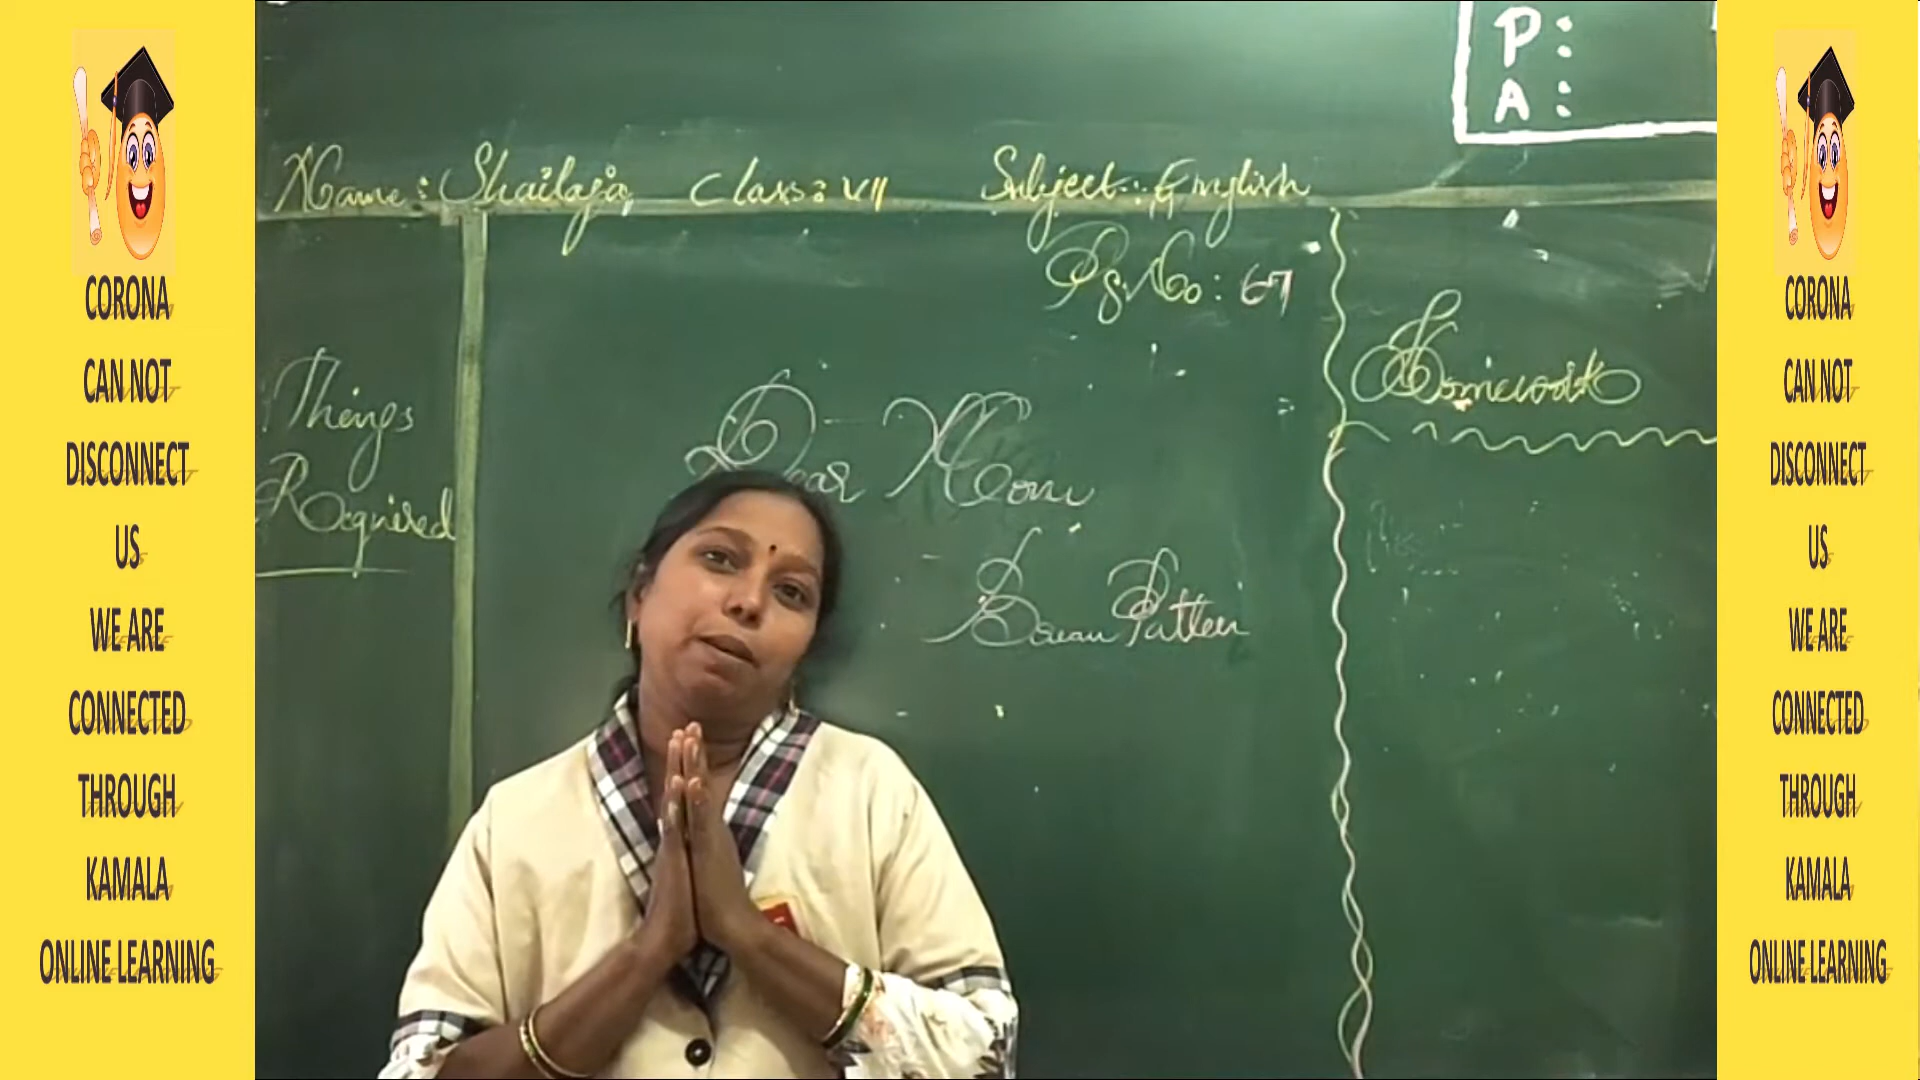 CORONA
CAN NOT
DISCONNECT
US
WE ARE
CONNECTED
THROUGH
KAMALA
ONLINE LEARNING
P:
A:
Name: Shailaja Class: VII Subject: English
Pg.No: 67
Things
Required
Dear Mom
Homework
CORONA
CAN NOT
DISCONNECT
US
WE ARE
CONNECTED
THROUGH
KAMALA
ONLINE LEARNING